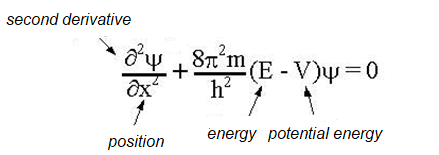 second derivative
∂²ψ/∂x² + 8π²m/h² (E - V)ψ = 0
position
energy potential energy